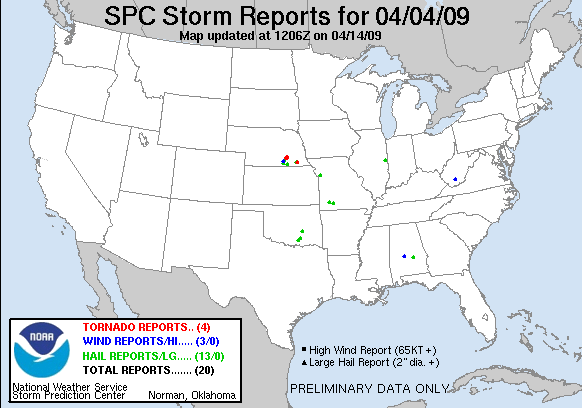 SPC Storm Reports for 04/04/09
Map updated at 1206Z on 04/14/09
NOAA
TORNADO REPORTS.. (4)
WIND REPORTS/HI..... (3/0)
HAIL REPORTS/LG..... (13/0)
TOTAL REPORTS....... (20)
National Weather Service
Storm Prediction Center Norman, Oklahoma
High Wind Report (65KT +)
Large Hail Report (2" dia. +)
PRELIMINARY DATA ONLY